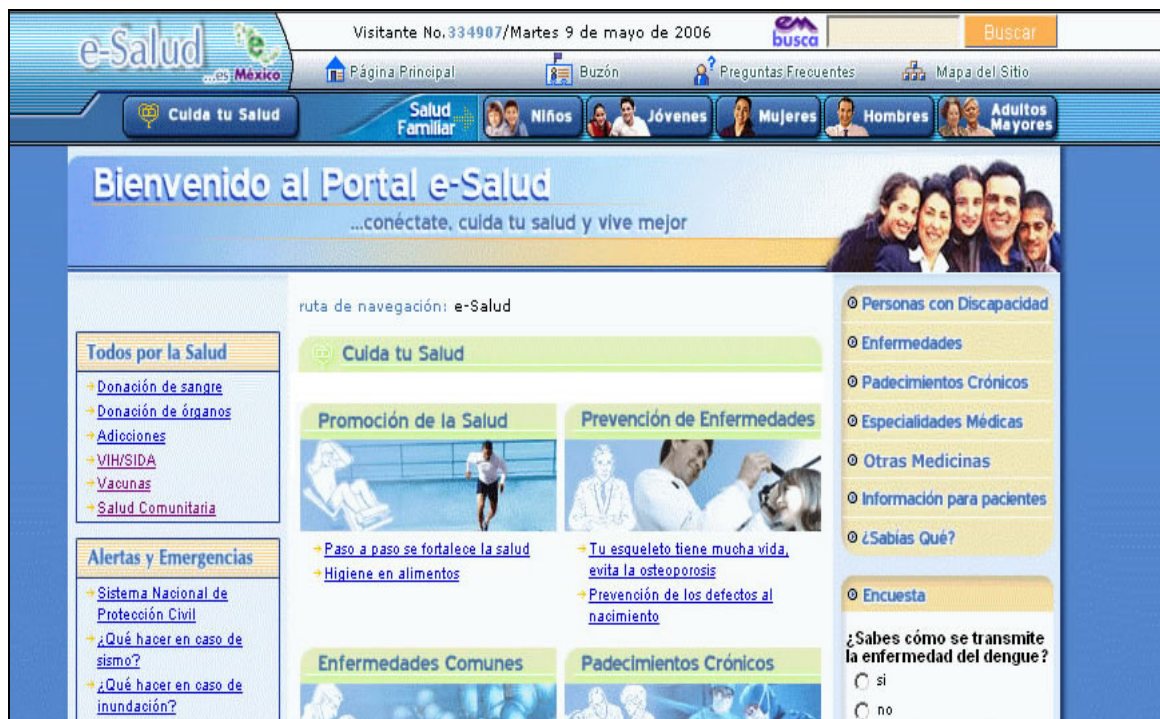 e-Salud
...es México
e
Visitante No.334907/Martes 9 de mayo de 2006
em
busca
Buscar
Página Principal
Buzón
Preguntas Frecuentes
Mapa del Sitio
Cuida tu Salud
Salud
Familiar
Niños
Jóvenes
Mujeres
Hombres
Adultos
Mayores
Bienvenido al Portal e-Salud
...conéctate, cuida tu salud y vive mejor
Todos por la Salud
Donación de sangre
Donación de órganos
Adicciones
VIH/SIDA
Vacunas
Salud Comunitaria
Alertas y Emergencias
Sistema Nacional de
Protección Civil
¿Qué hacer en caso de
sismo?
¿Qué hacer en caso de
inundación?
ruta de navegación: e-Salud
Cuida tu Salud
Promoción de la Salud
Paso a paso se fortalece la salud
Higiene en alimentos
Prevención de Enfermedades
Tu esqueleto tiene mucha vida,
evita la osteoporosis
Prevención de los defectos al
nacimiento
Enfermedades Comunes
Padecimientos Crónicos
Personas con Discapacidad
Enfermedades
Padecimientos Crónicos
Especialidades Médicas
Otras Medicinas
Información para pacientes
¿Sabías Qué?
Encuesta
¿Sabes cómo se transmite
la enfermedad del dengue?
si
no